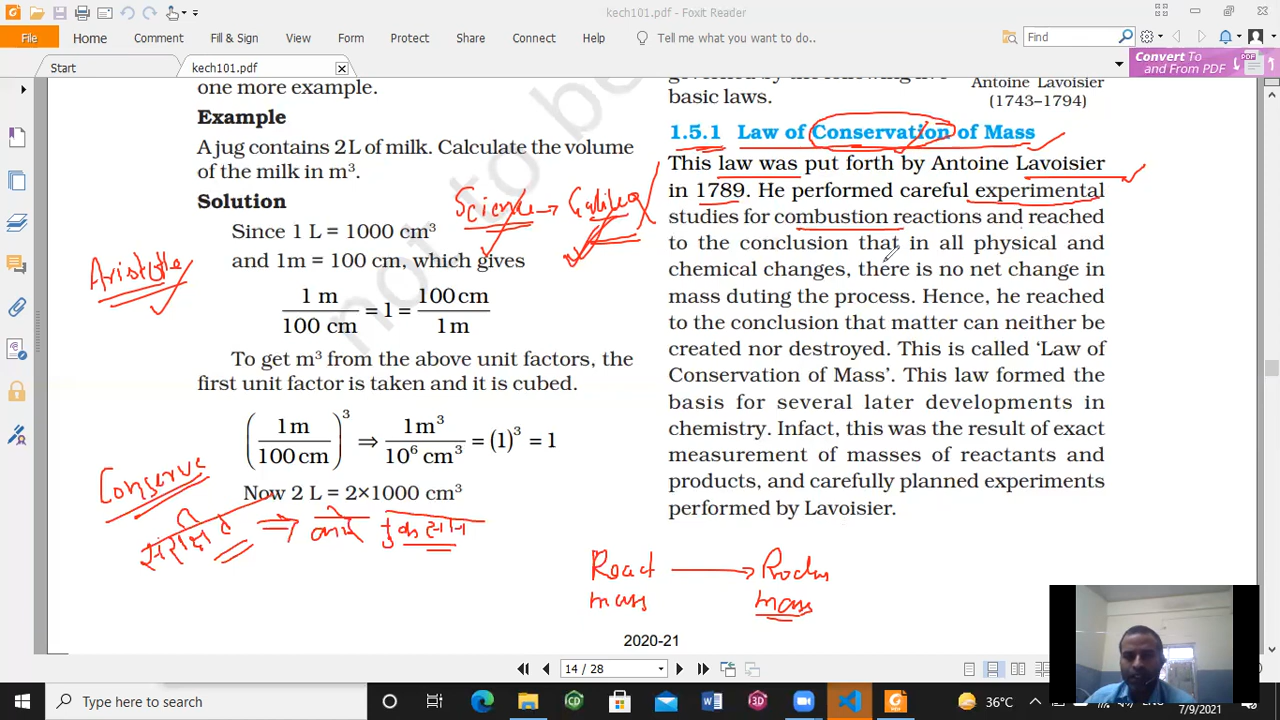 kech101.pdf - Foxit Reader
File Home Comment Fill & Sign View Form Protect Share Connect Help Tell me what you want to do.. Find
Start kech101.pdf
Convert To
and From PDF
one more example.
Example
A jug contains 2L of milk. Calculate the volume
of the milk in m³.
Solution
Since 1 L = 1000 cm³
and 1m = 100 cm, which gives
1 m / 100 cm = 1 = 100 cm / 1 m
To get m³ from the above unit factors, the
first unit factor is taken and it is cubed.
(1 m / 100 cm)³ ⇒ 1 m³ / 10⁶ cm³ = (1)³ = 1
Now 2 L = 2×1000 cm³
Science → Galileo
Aristotle
Conserve
basic laws.
Antoine Lavoisier
(1743–1794)
1.5.1 Law of Conservation of Mass
This law was put forth by Antoine Lavoisier
in 1789. He performed careful experimental
studies for combustion reactions and reached
to the conclusion that in all physical and
chemical changes, there is no net change in
mass duting the process. Hence, he reached
to the conclusion that matter can neither be
created nor destroyed. This is called ‘Law of
Conservation of Mass’. This law formed the
basis for several later developments in
chemistry. Infact, this was the result of exact
measurement of masses of reactants and
products, and carefully planned experiments
performed by Lavoisier.
React → 
mass mass
not to be
2020-21
14 / 28
Type here to search
36°C ENG 7/9/2021